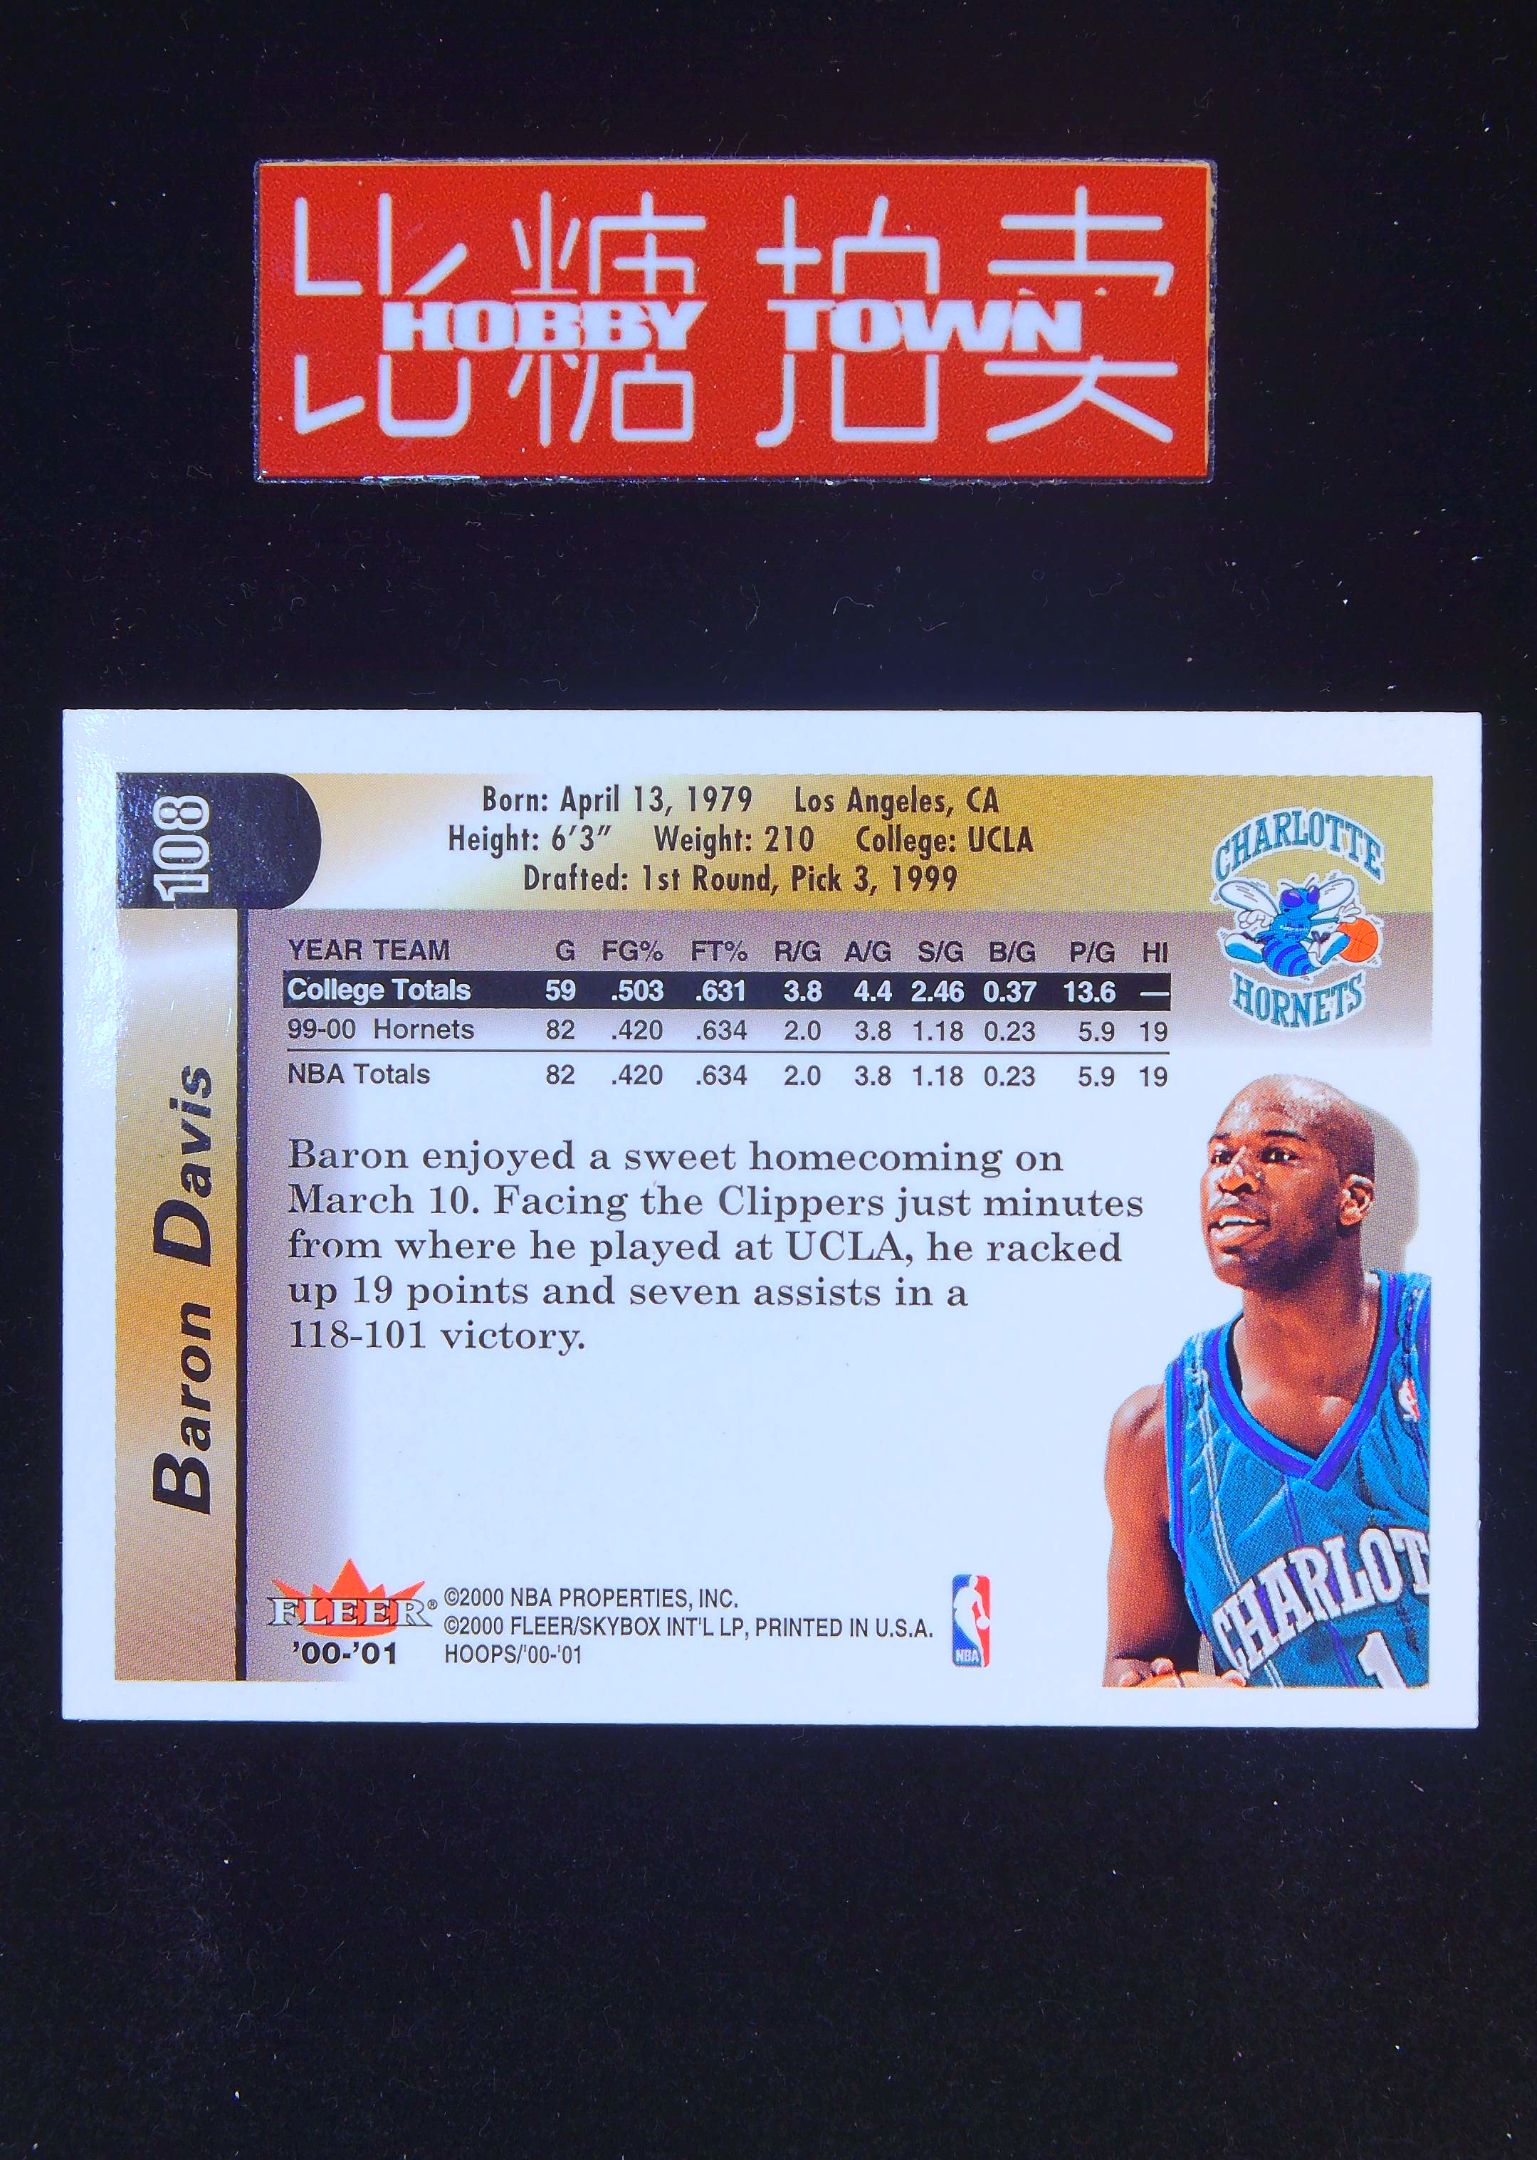 比糖拍卖
HOBBY TOWN
108
Born: April 13, 1979 Los Angeles, CA
Height: 6'3" Weight: 210 College: UCLA
Drafted: 1st Round, Pick 3, 1999
CHARLOTTE
HORNETS
YEAR TEAM G FG% FT% R/G A/G S/G B/G P/G HI
College Totals 59 .503 .631 3.8 4.4 2.46 0.37 13.6 —
99-00 Hornets 82 .420 .634 2.0 3.8 1.18 0.23 5.9 19
NBA Totals 82 .420 .634 2.0 3.8 1.18 0.23 5.9 19
Baron Davis
Baron enjoyed a sweet homecoming on
March 10. Facing the Clippers just minutes
from where he played at UCLA, he racked
up 19 points and seven assists in a
118-101 victory.
FLEER®
'00-'01
©2000 NBA PROPERTIES, INC.
©2000 FLEER/SKYBOX INT'L LP, PRINTED IN U.S.A.
HOOPS/'00-'01
NBA
CHARLOT
1